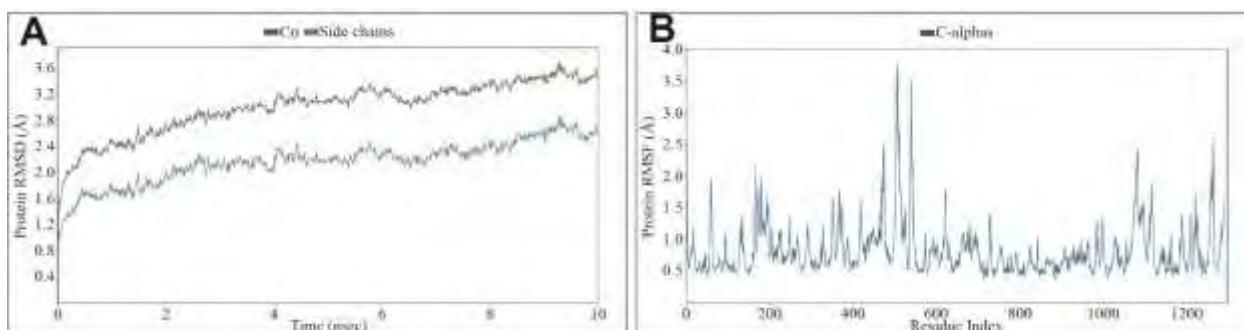 A
Cα Side chains
Protein RMSD (Å)
3.6
3.2
2.8
2.4
2.0
1.6
1.2
0.8
0.4
0 2 4 6 8 10
Time (nsec)
B
C-alphas
Protein RMSF (Å)
4.0
3.5
3.0
2.5
2.0
1.5
1.0
0.5
0 200 400 600 800 1000 1200
Residue Index